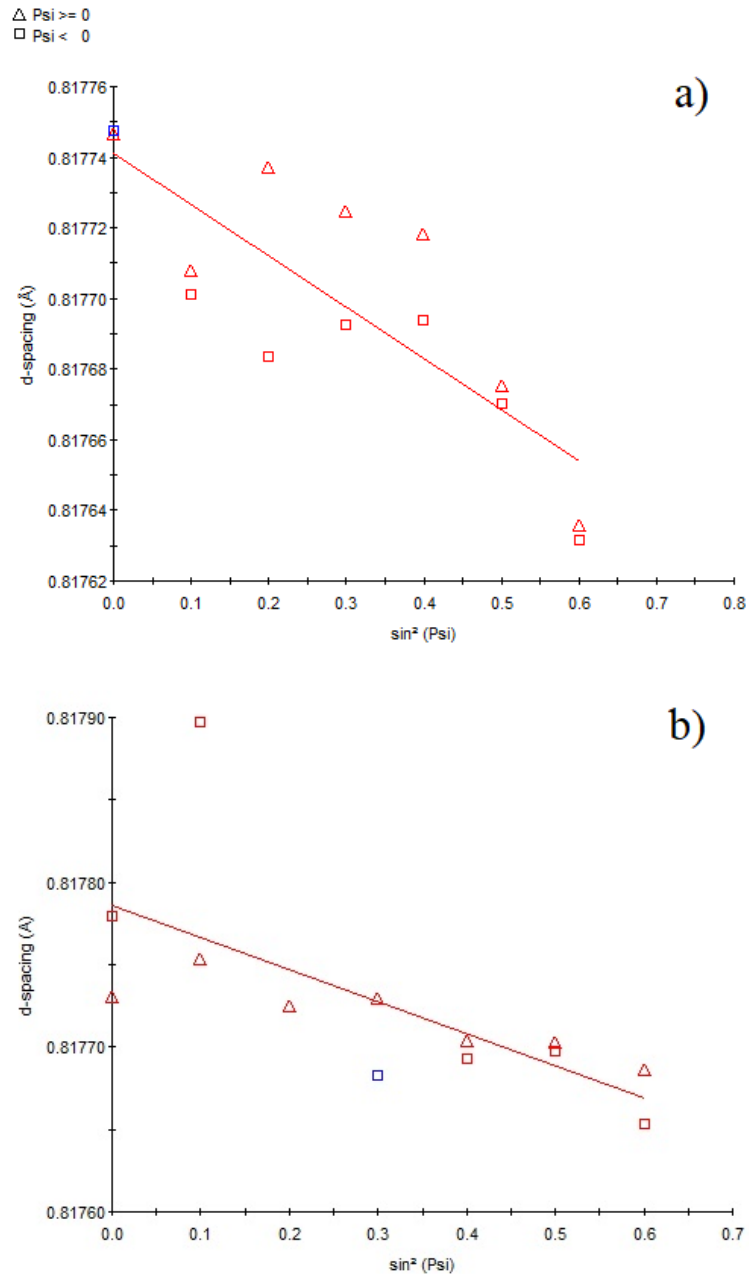 Psi >= 0
Psi < 0
a)
0.81776
0.81774
0.81772
0.81770
0.81768
0.81766
0.81764
0.81762
d-spacing (Å)
0.0 0.1 0.2 0.3 0.4 0.5 0.6 0.7 0.8
sin² (Psi)
b)
0.81790
0.81780
0.81770
0.81760
d-spacing (Å)
0.0 0.1 0.2 0.3 0.4 0.5 0.6 0.7
sin² (Psi)